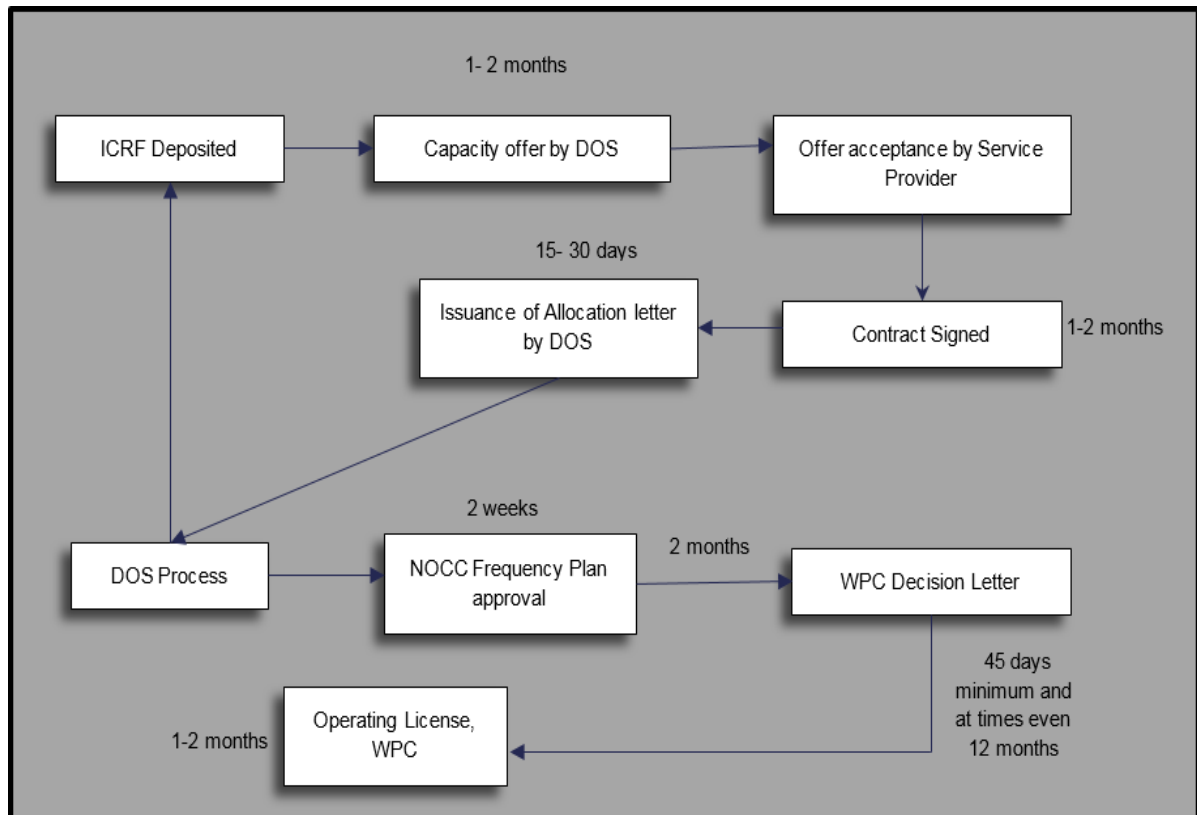 1- 2 months
ICRF Deposited
Capacity offer by DOS
Offer acceptance by Service
Provider
15- 30 days
Issuance of Allocation letter
by DOS
Contract Signed
1-2 months
2 weeks
DOS Process
NOCC Frequency Plan
approval
2 months
WPC Decision Letter
45 days
minimum and
at times even
12 months
Operating License,
WPC
1-2 months